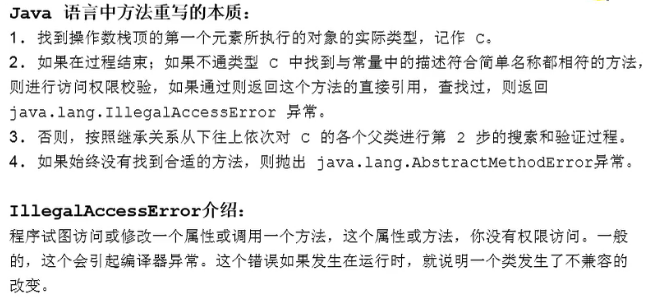 Java 语言中方法重写的本质：
1. 找到操作数栈顶的第一个元素所执行的对象的实际类型，记作 C。
2. 如果在过程结束；如果不通类型 C 中找到与常量中的描述符合简单名称都相符的方法，
则进行访问权限校验，如果通过则返回这个方法的直接引用，查找过，则返回
java.lang.IllegalAccessError 异常。
3. 否则，按照继承关系从下往上依次对 C 的各个父类进行第 2 步的搜索和验证过程。
4. 如果始终没有找到合适的方法，则抛出 java.lang.AbstractMethodError异常。
IllegalAccessError介绍：
程序试图访问或修改一个属性或调用一个方法，这个属性或方法，你没有权限访问。一般
的，这个会引起编译器异常。这个错误如果发生在运行时，就说明一个类发生了不兼容的
改变。